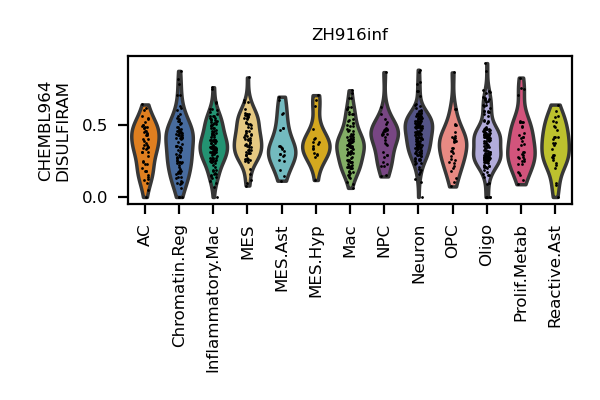 ZH916inf
CHEMBL964
DISULFIRAM
0.5
0.0
AC
Chromatin.Reg
Inflammatory.Mac
MES
MES.Ast
MES.Hyp
Mac
NPC
Neuron
OPC
Oligo
Prolif.Metab
Reactive.Ast